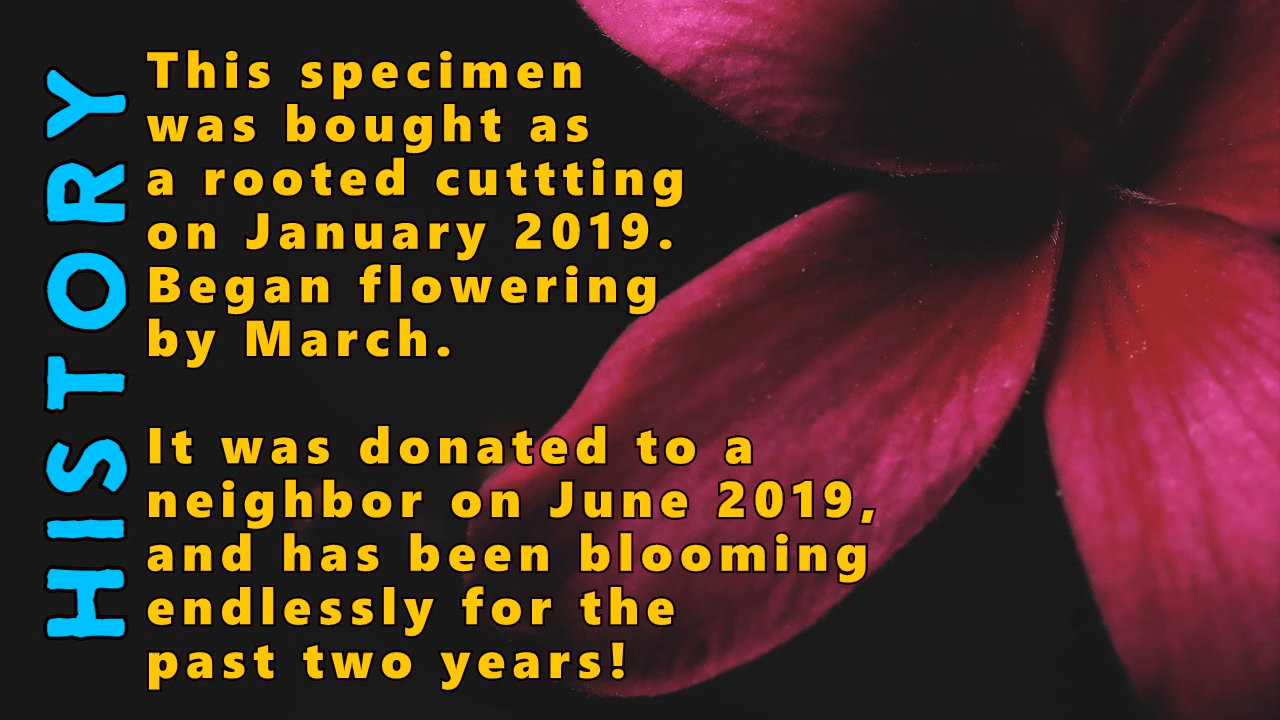 HISTORY
This specimen
was bought as
a rooted cuttting
on January 2019.
Began flowering
by March.
It was donated to a
neighbor on June 2019,
and has been blooming
endlessly for the
past two years!